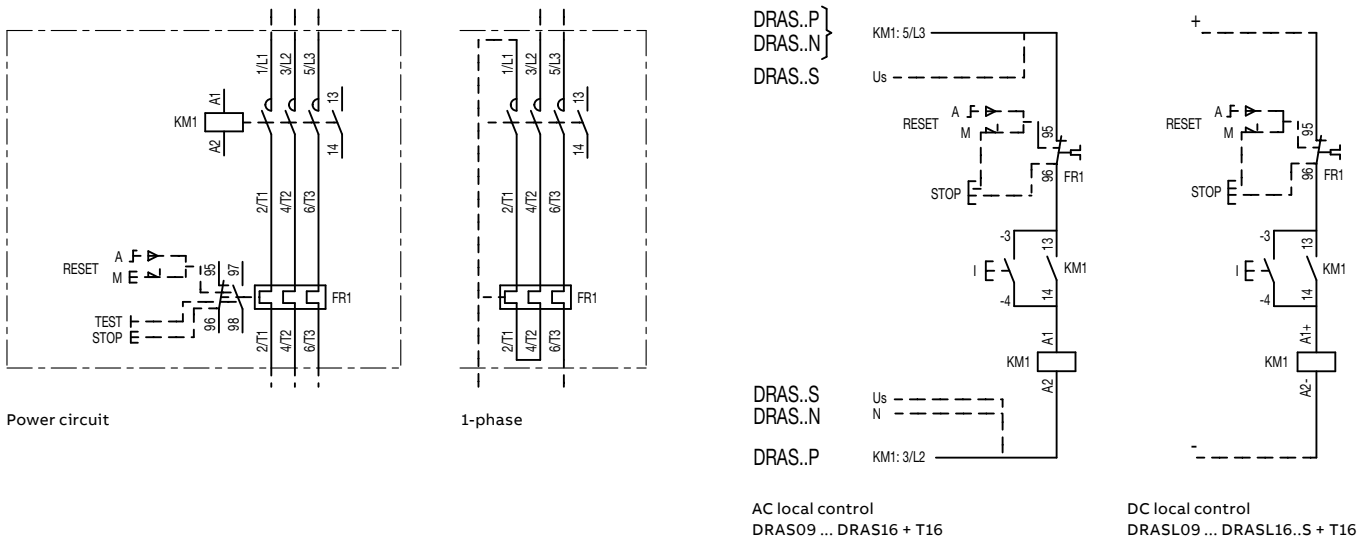 1/L1
3/L2
5/L3
A1
KM1
A2
13
14
2/T1
4/T2
6/T3
RESET
A
M
95
97
FR1
TEST
STOP
96
98
2/T1
4/T2
6/T3
Power circuit
1/L1
3/L2
5/L3
13
14
2/T1
4/T2
6/T3
FR1
2/T1
4/T2
6/T3
1-phase
DRAS..P
DRAS..N
KM1: 5/L3
DRAS..S
Us
RESET
A
M
95
96
FR1
STOP
-3
13
I
KM1
-4
14
A1
KM1
A2
DRAS..S
Us
DRAS..N
N
DRAS..P
KM1: 3/L2
AC local control
DRAS09 ... DRAS16 + T16
+
RESET
A
M
95
96
FR1
STOP
-3
13
I
KM1
-4
14
A1+
KM1
A2-
-
DC local control
DRASL09 ... DRASL16..S + T16